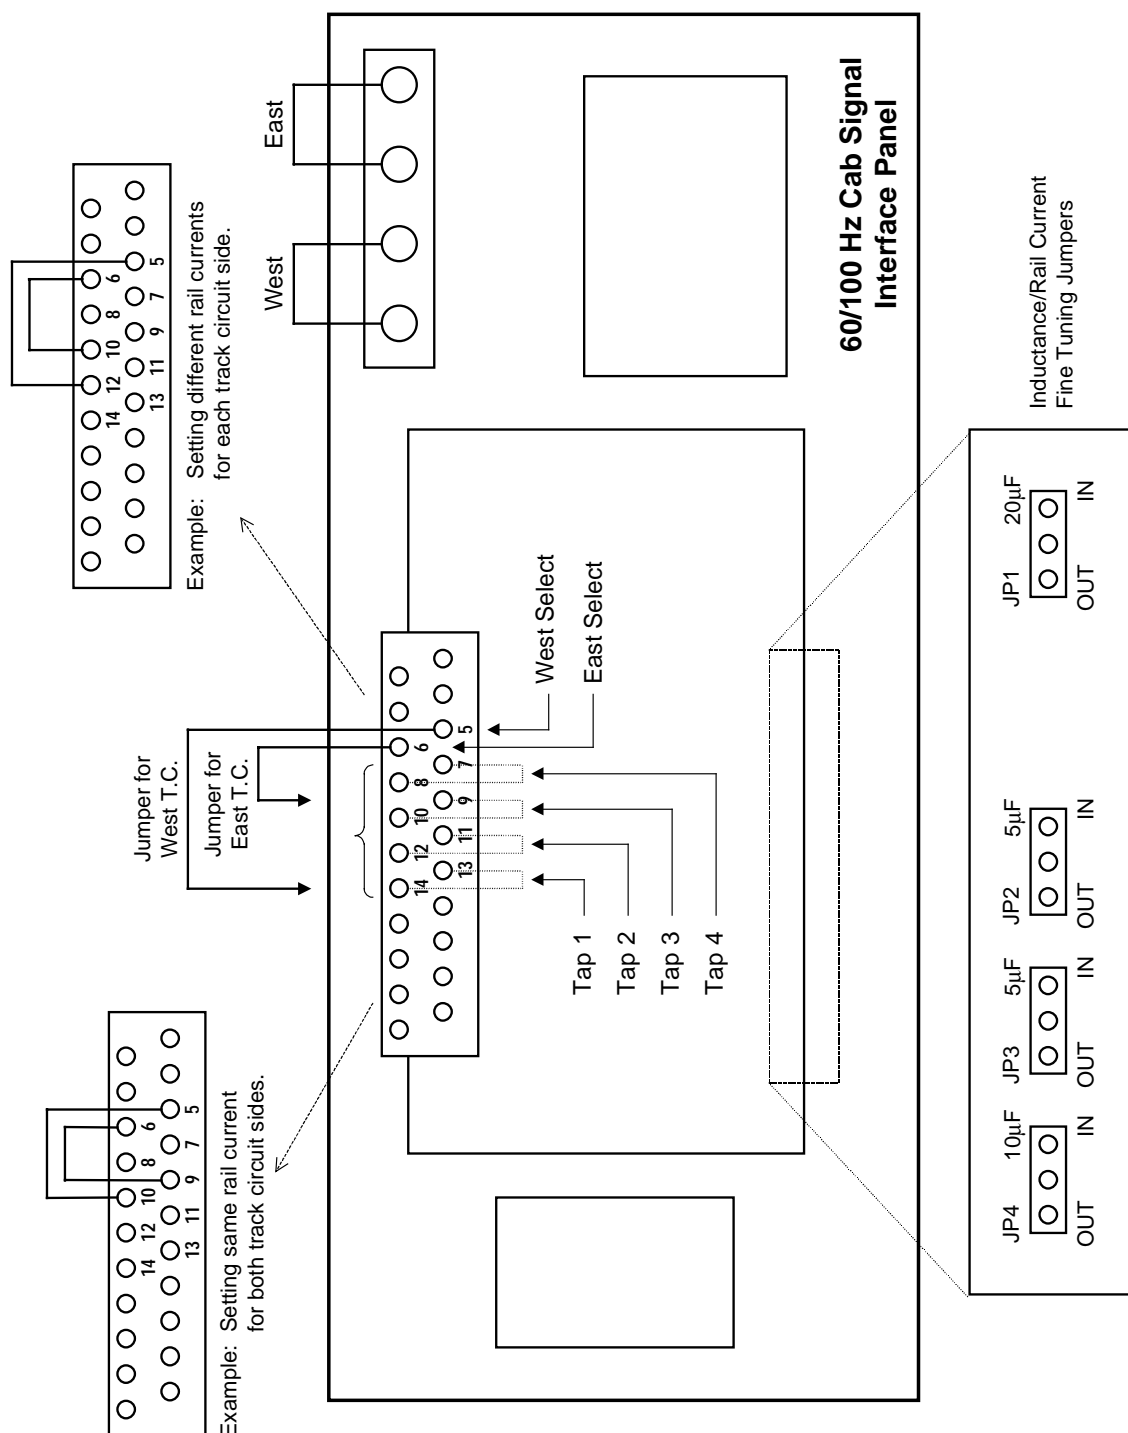 14 12 10 8 6
13 11 9 7 5
Example: Setting same rail current
for both track circuit sides.
14 12 10 8 6
13 11 9 7 5
Example: Setting different rail currents
for each track circuit side.
Jumper for
West T.C.
Jumper for
East T.C.
West
East
14 12 10 8 6
13 11 9 7 5
West Select
East Select
Tap 1
Tap 2
Tap 3
Tap 4
60/100 Hz Cab Signal
Interface Panel
Inductance/Rail Current
Fine Tuning Jumpers
JP4 10μF
OUT IN
JP3 5μF
OUT IN
JP2 5μF
OUT IN
JP1 20μF
OUT IN